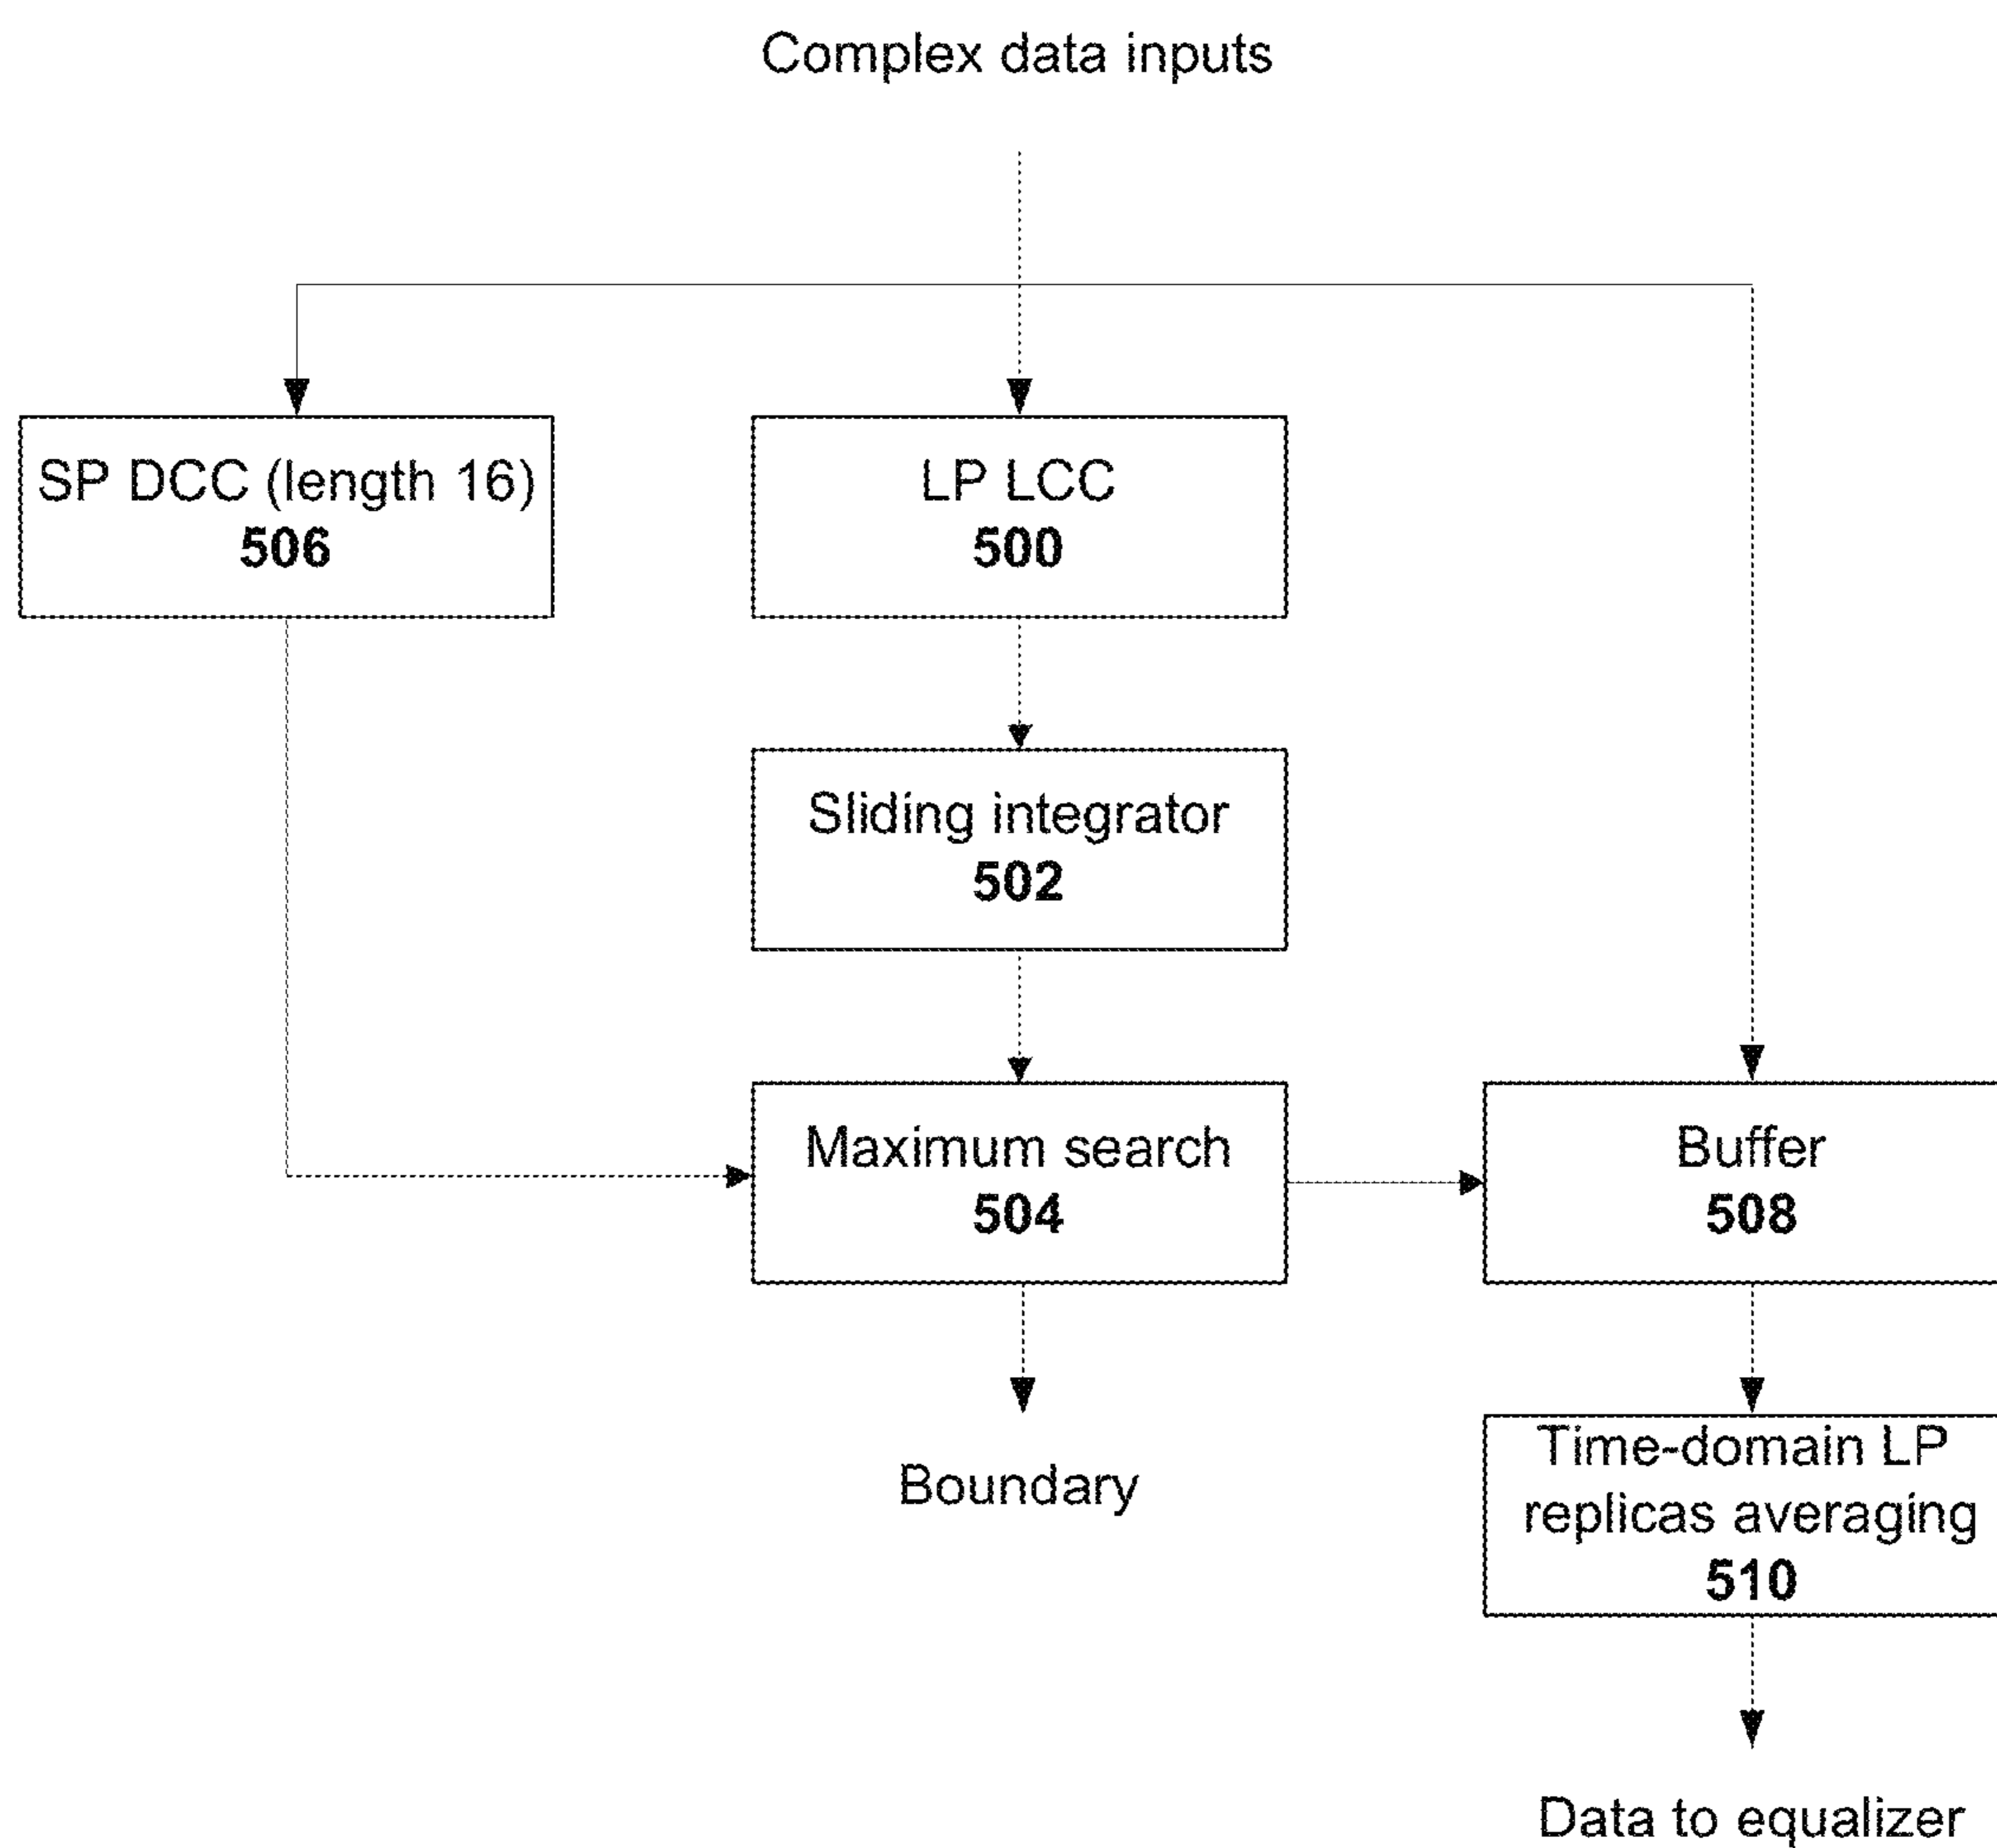 Complex data inputs
SP DCC (length 16)
506
LP LCC
500
Sliding integrator
502
Maximum search
504
Buffer
508
Boundary
Time-domain LP
replicas averaging
510
Data to equalizer